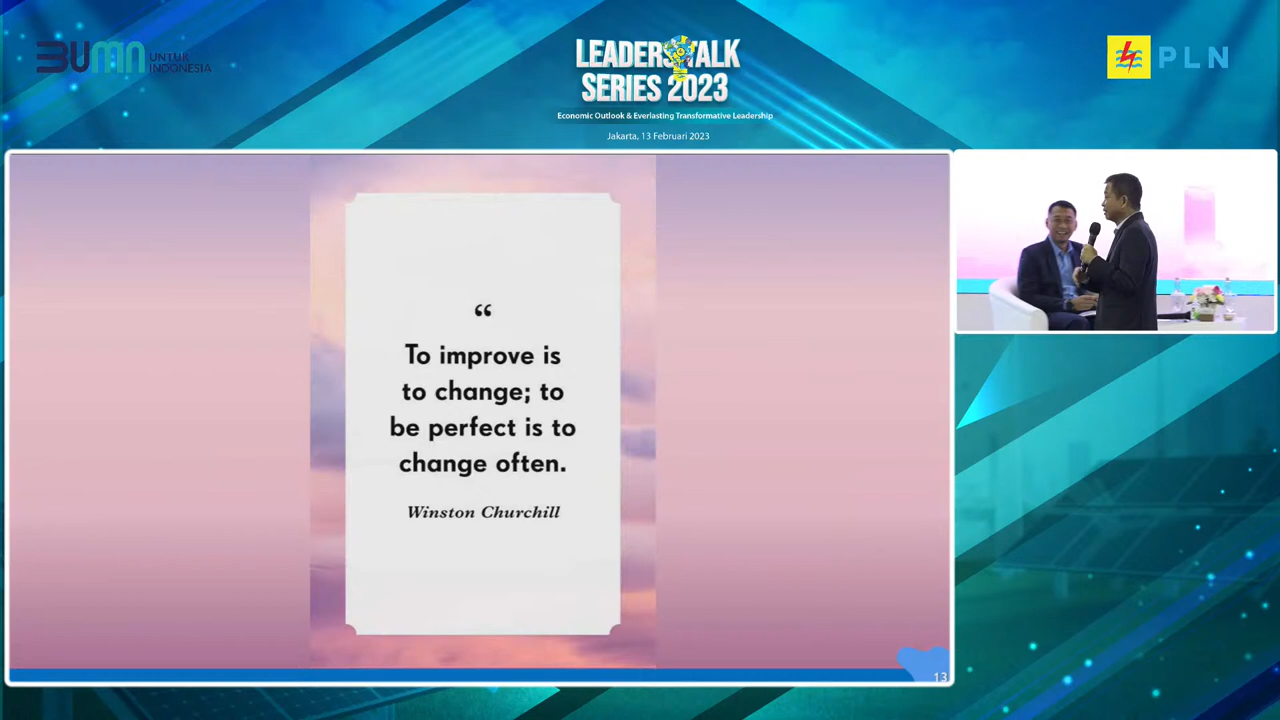 BUMN UNTUK
INDONESIA
LEADERS TALK
SERIES 2023
Economic Outlook & Everlasting Transformative Leadership
Jakarta, 13 Februari 2023
PLN
“
To improve is
to change; to
be perfect is to
change often.
Winston Churchill
13